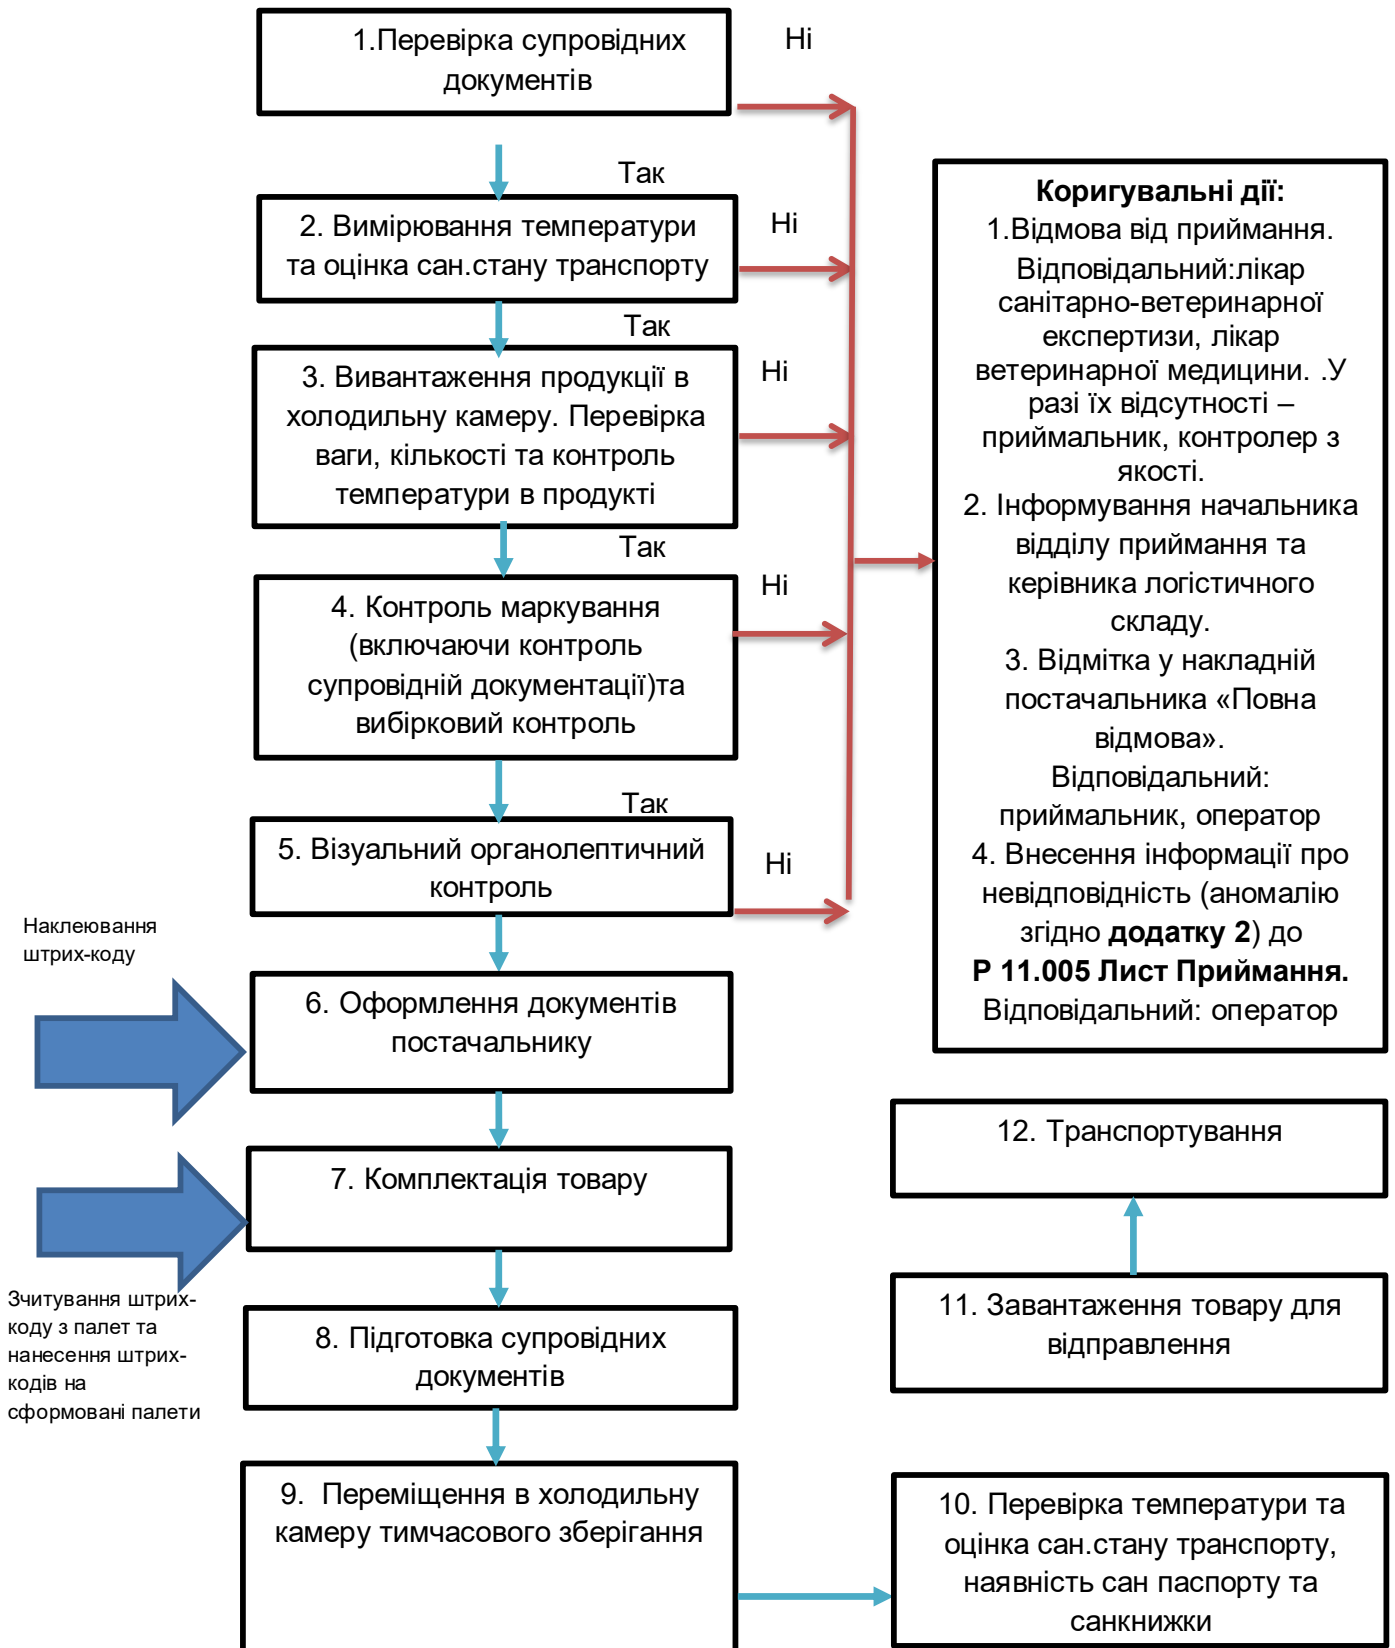 1.Перевірка супровідних
документів
Ні
Так
2. Вимірювання температури
та оцінка сан.стану транспорту
Ні
Так
3. Вивантаження продукції в
холодильну камеру. Перевірка
ваги, кількості та контроль
температури в продукті
Ні
Так
4. Контроль маркування
(включаючи контроль
супровідній документації)та
вибірковий контроль
Ні
Так
5. Візуальний органолептичний
контроль
Ні
Коригувальні дії:
1.Відмова від приймання.
Відповідальний:лікар
санітарно-ветеринарної
експертизи, лікар
ветеринарної медицини. .У
разі їх відсутності –
приймальник, контролер з
якості.
2. Інформування начальника
відділу приймання та
керівника логістичного
складу.
3. Відмітка у накладній
постачальника «Повна
відмова».
Відповідальний:
приймальник, оператор
4. Внесення інформації про
невідповідність (аномалію
згідно додатку 2) до
Р 11.005 Лист Приймання.
Відповідальний: оператор
Наклеювання
штрих-коду
6. Оформлення документів
постачальнику
7. Комплектація товару
Зчитування штрих-
коду з палет та
нанесення штрих-
кодів на
сформовані палети
8. Підготовка супровідних
документів
9. Переміщення в холодильну
камеру тимчасового зберігання
10. Перевірка температури та
оцінка сан.стану транспорту,
наявність сан паспорту та
санкнижки
11. Завантаження товару для
відправлення
12. Транспортування